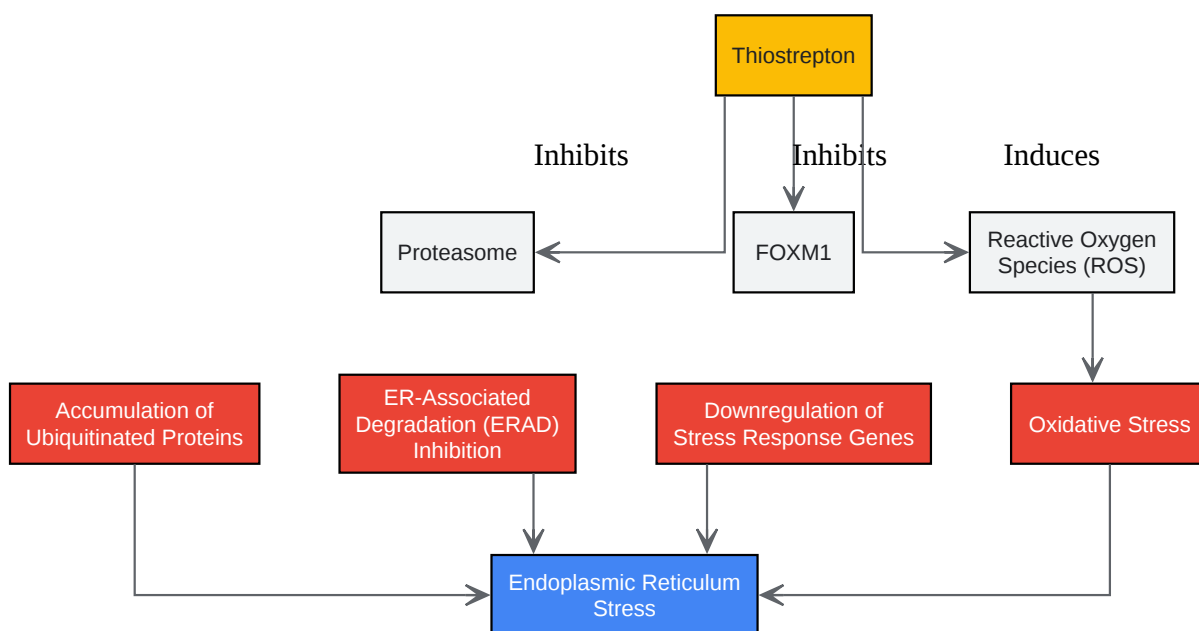 Thiostrepton
Inhibits
Inhibits
Induces
Proteasome
FOXM1
Reactive Oxygen
Species (ROS)
Accumulation of
Ubiquitinated Proteins
ER-Associated
Degradation (ERAD)
Inhibition
Downregulation of
Stress Response Genes
Oxidative Stress
Endoplasmic Reticulum
Stress